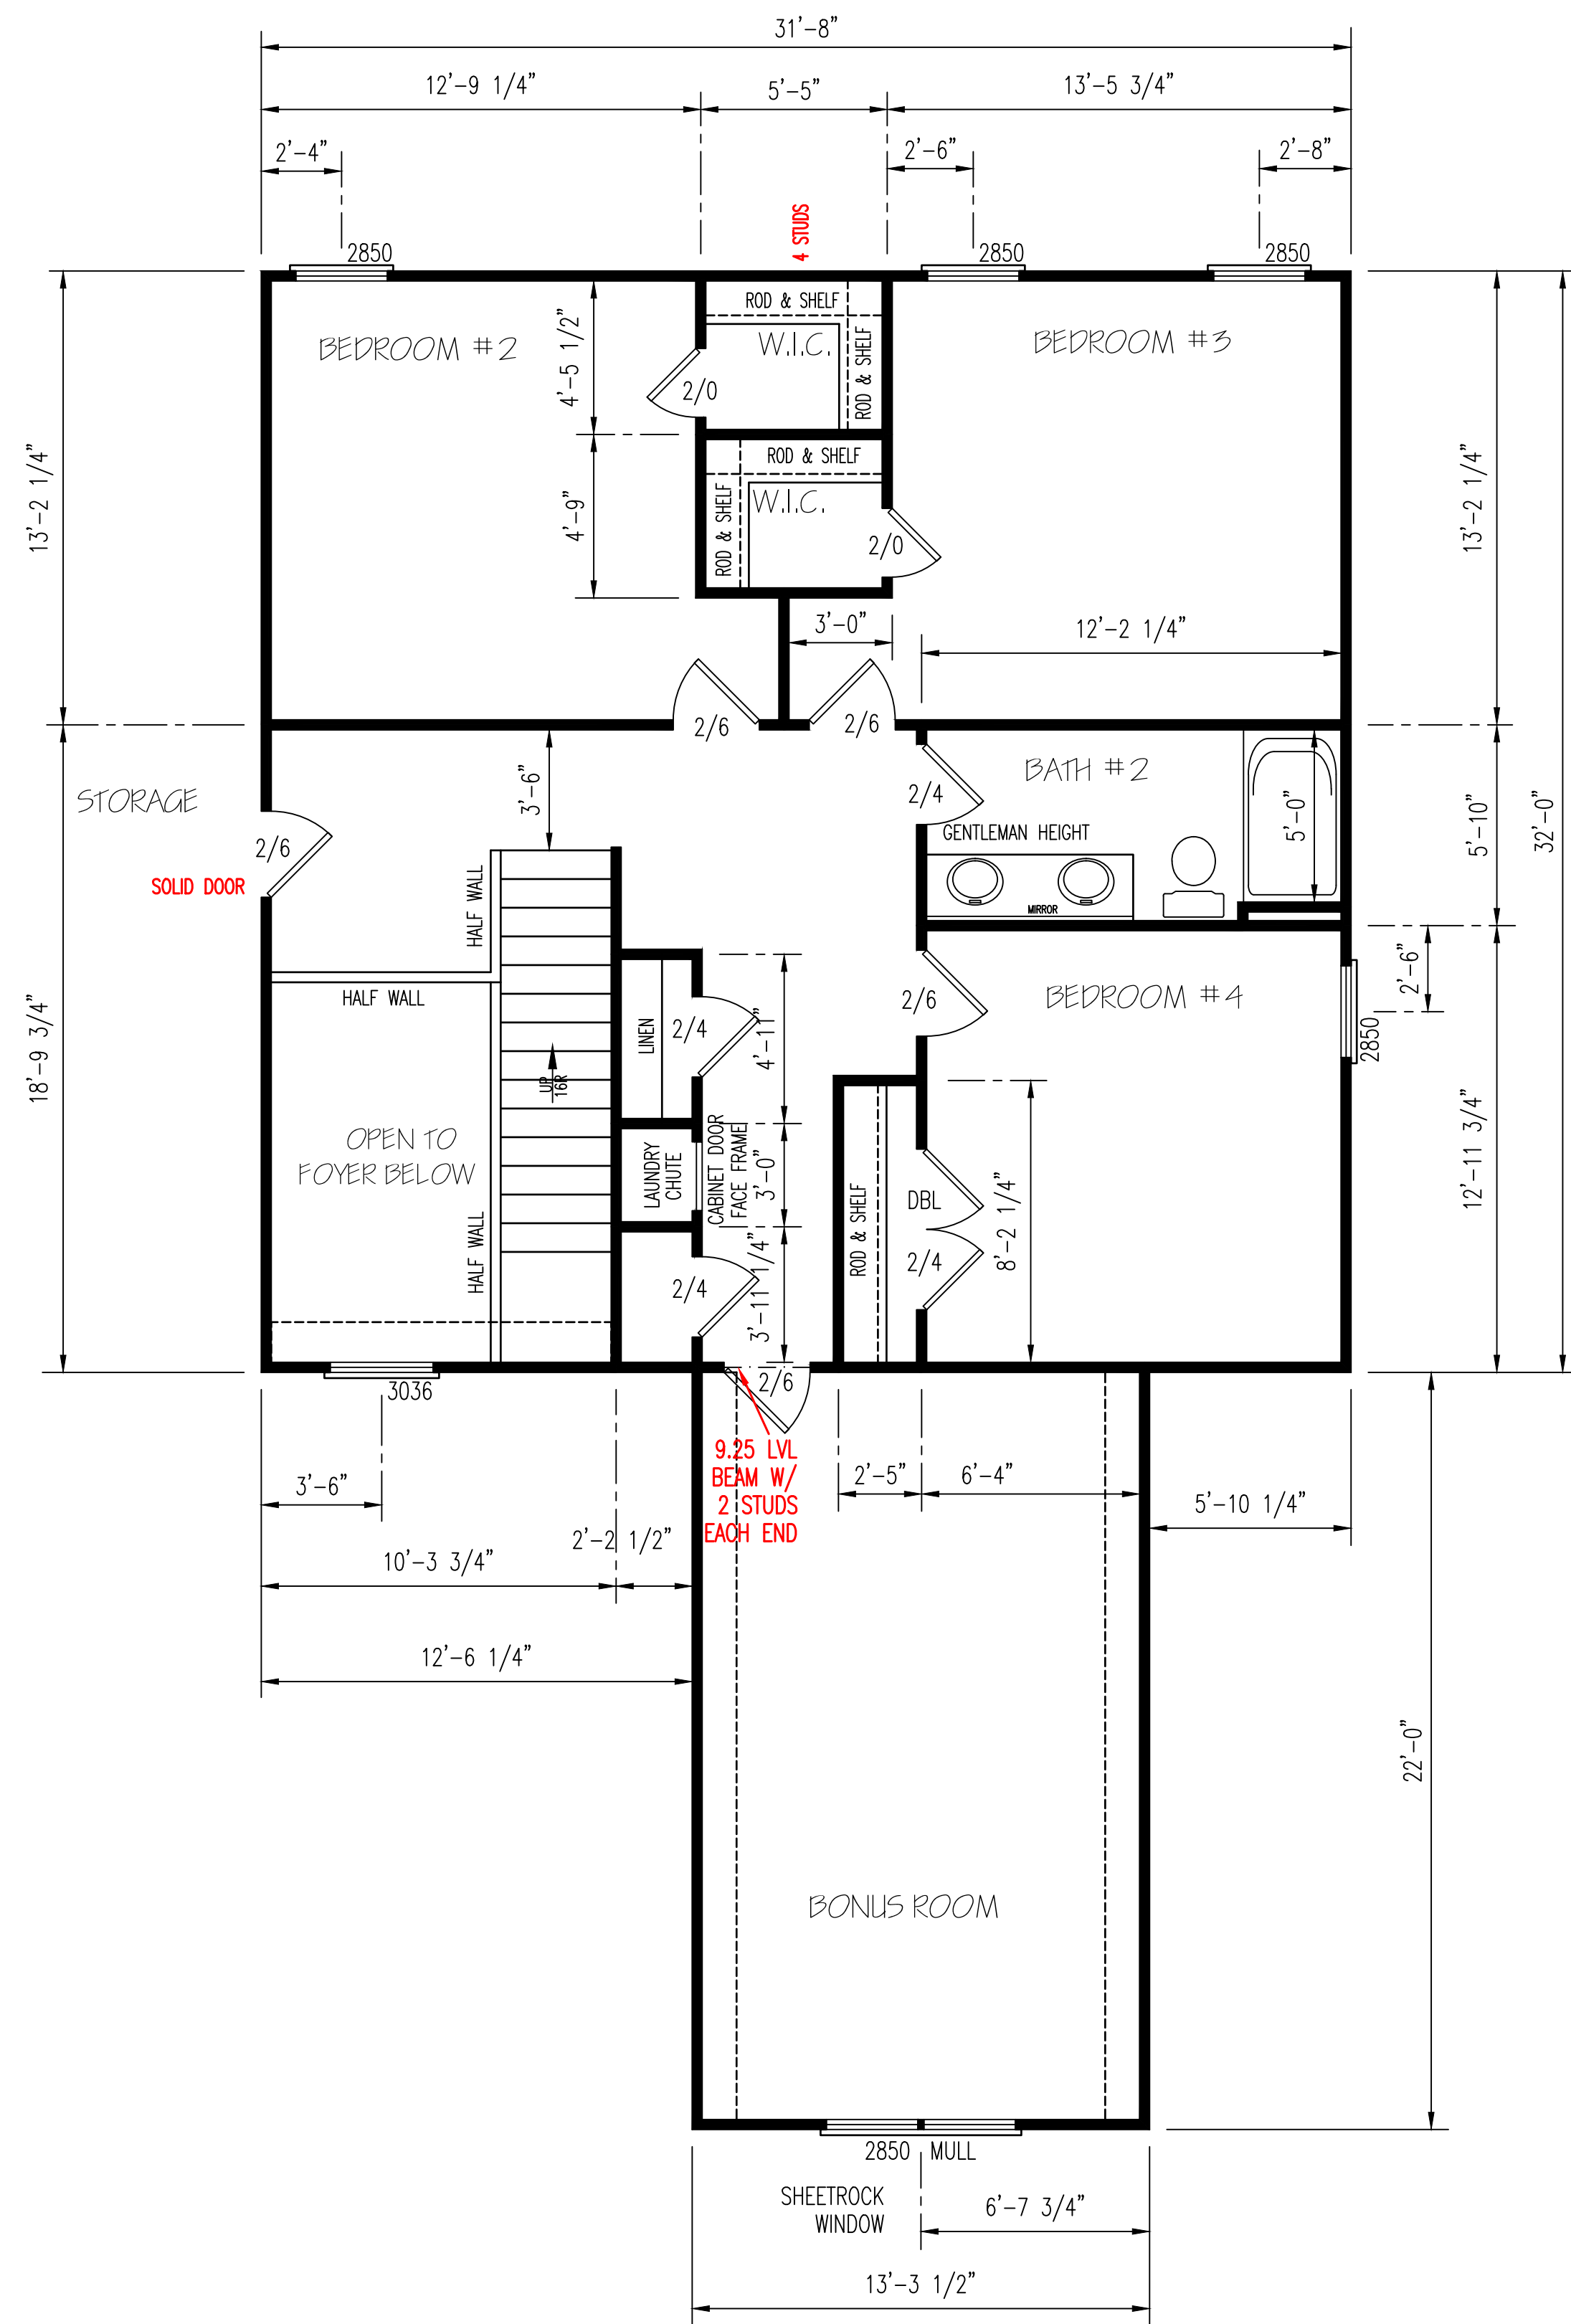 31'-8"
12'-9 1/4"
5'-5"
13'-5 3/4"
2'-4"
2'-6"
2'-8"
4 STUDS
2850
2850
2850
ROD & SHELF
BEDROOM #2
W.I.C.
BEDROOM #3
4'-5 1/2"
ROD & SHELF
2/0
13'-2 1/4"
ROD & SHELF
13'-2 1/4"
4'-9"
ROD & SHELF
W.I.C.
2/0
3'-0"
12'-2 1/4"
2/6
2/6
STORAGE
3'-6"
2/4
BATH #2
5'-0"
5'-10"
32'-0"
2/6
GENTLEMAN HEIGHT
SOLID DOOR
HALF WALL
MIRROR
HALF WALL
2/6
BEDROOM #4
2'-6"
2850
18'-9 3/4"
LINEN
2/4
4'-11"
UP
16R
OPEN TO
FOYER BELOW
LAUNDRY
CHUTE
CABINET DOOR
FACE FRAME
3'-0"
12'-11 3/4"
HALF WALL
ROD & SHELF
DBL
2/4
8'-2 1/4"
2/4
3'-11 1/4"
3036
2/6
9.25 LVL
BEAM W/
2 STUDS
EACH END
3'-6"
2'-5"
6'-4"
5'-10 1/4"
2'-2 1/2"
10'-3 3/4"
12'-6 1/4"
22'-0"
BONUS ROOM
2850 MULL
SHEETROCK
WINDOW
6'-7 3/4"
13'-3 1/2"